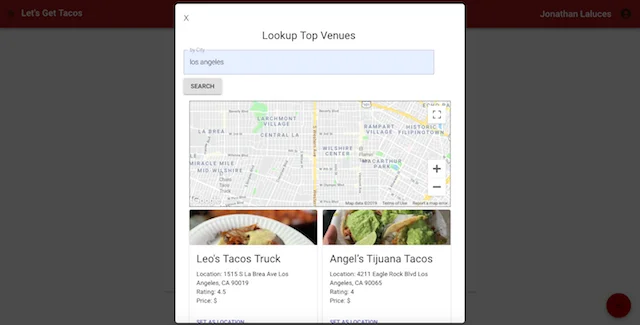 Let's Get Tacos
Jonathan Laluces
X
Lookup Top Venues
by City
los angeles
SEARCH
LARCHMONT
VILLAGE
CENTRAL LA
LA BREA
RAMPART
VILLAGE
HISTORIC
FILIPINOTOWN
WILSHIRE
CENTER
MACARTHUR
PARK
MIRACLE MILE
MID-WILSHIRE
Map data ©2019
Terms of Use
Report a map error
Leo's Tacos Truck
Location: 1515 S La Brea Ave Los
Angeles, CA 90019
Rating: 4.5
Price: $
SET AS LOCATION
Angel's Tijuana Tacos
Location: 4211 Eagle Rock Blvd Los
Angeles, CA 90065
Rating: 4
Price: $
SET AS LOCATION